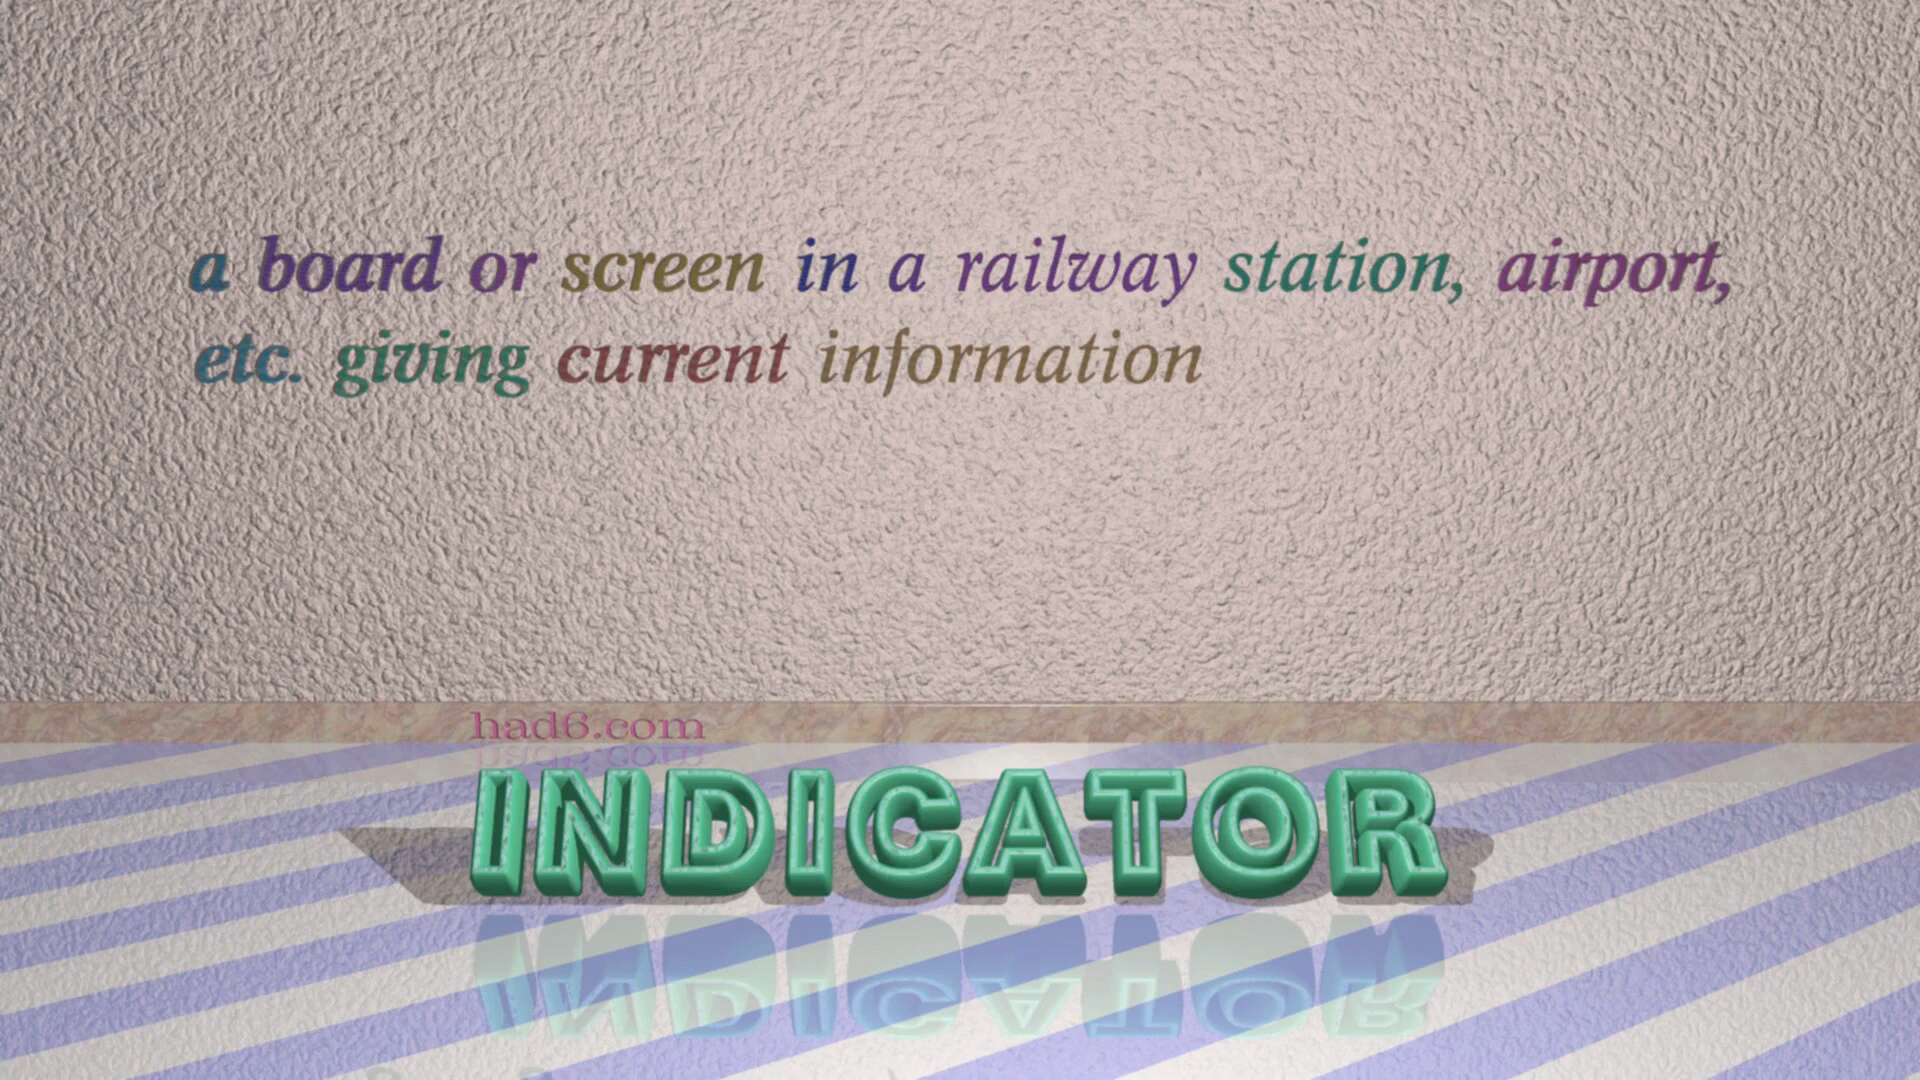 a board or screen in a railway station, airport,
etc. giving current information
had6.com
INDICATOR